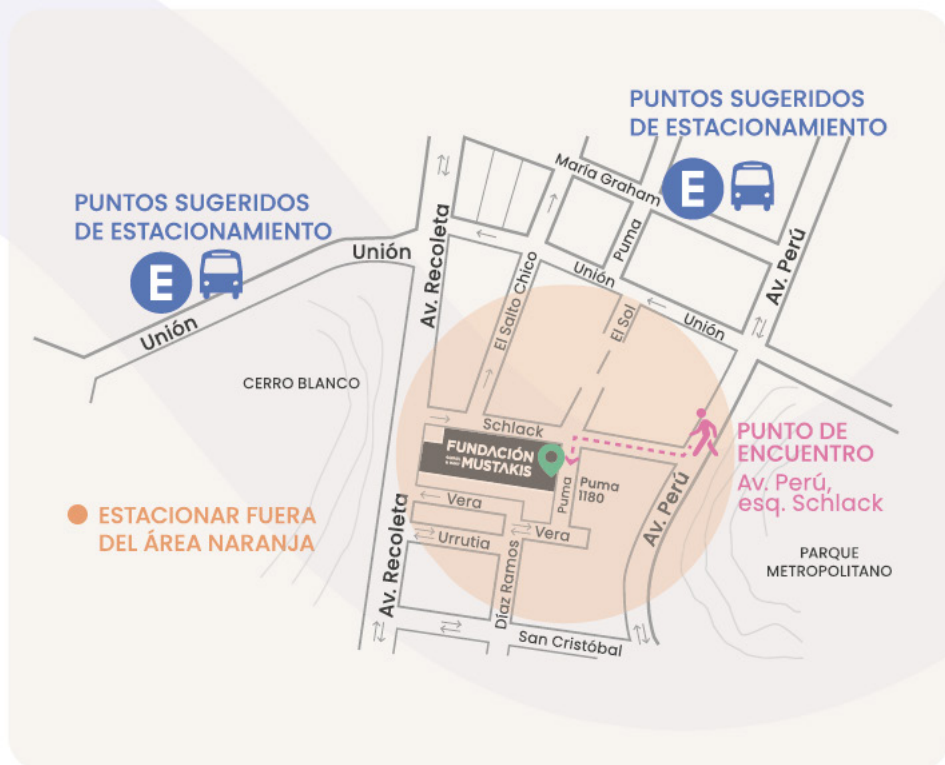 PUNTOS SUGERIDOS
DE ESTACIONAMIENTO
E
PUNTOS SUGERIDOS
DE ESTACIONAMIENTO
E
María Graham
Puma
Av. Perú
Unión
Unión
Av. Recoleta
El Salto Chico
Unión
El Sol
Unión
CERRO BLANCO
Schlack
FUNDACIÓN
MUSTAKIS
PUNTO DE
ENCUENTRO
Av. Perú,
esq. Schlack
Puma
Puma
1180
Vera
Vera
Urrutia
Av. Perú
Av. Recoleta
Díaz Ramos
San Cristóbal
ESTACIONAR FUERA
DEL ÁREA NARANJA
PARQUE
METROPOLITANO